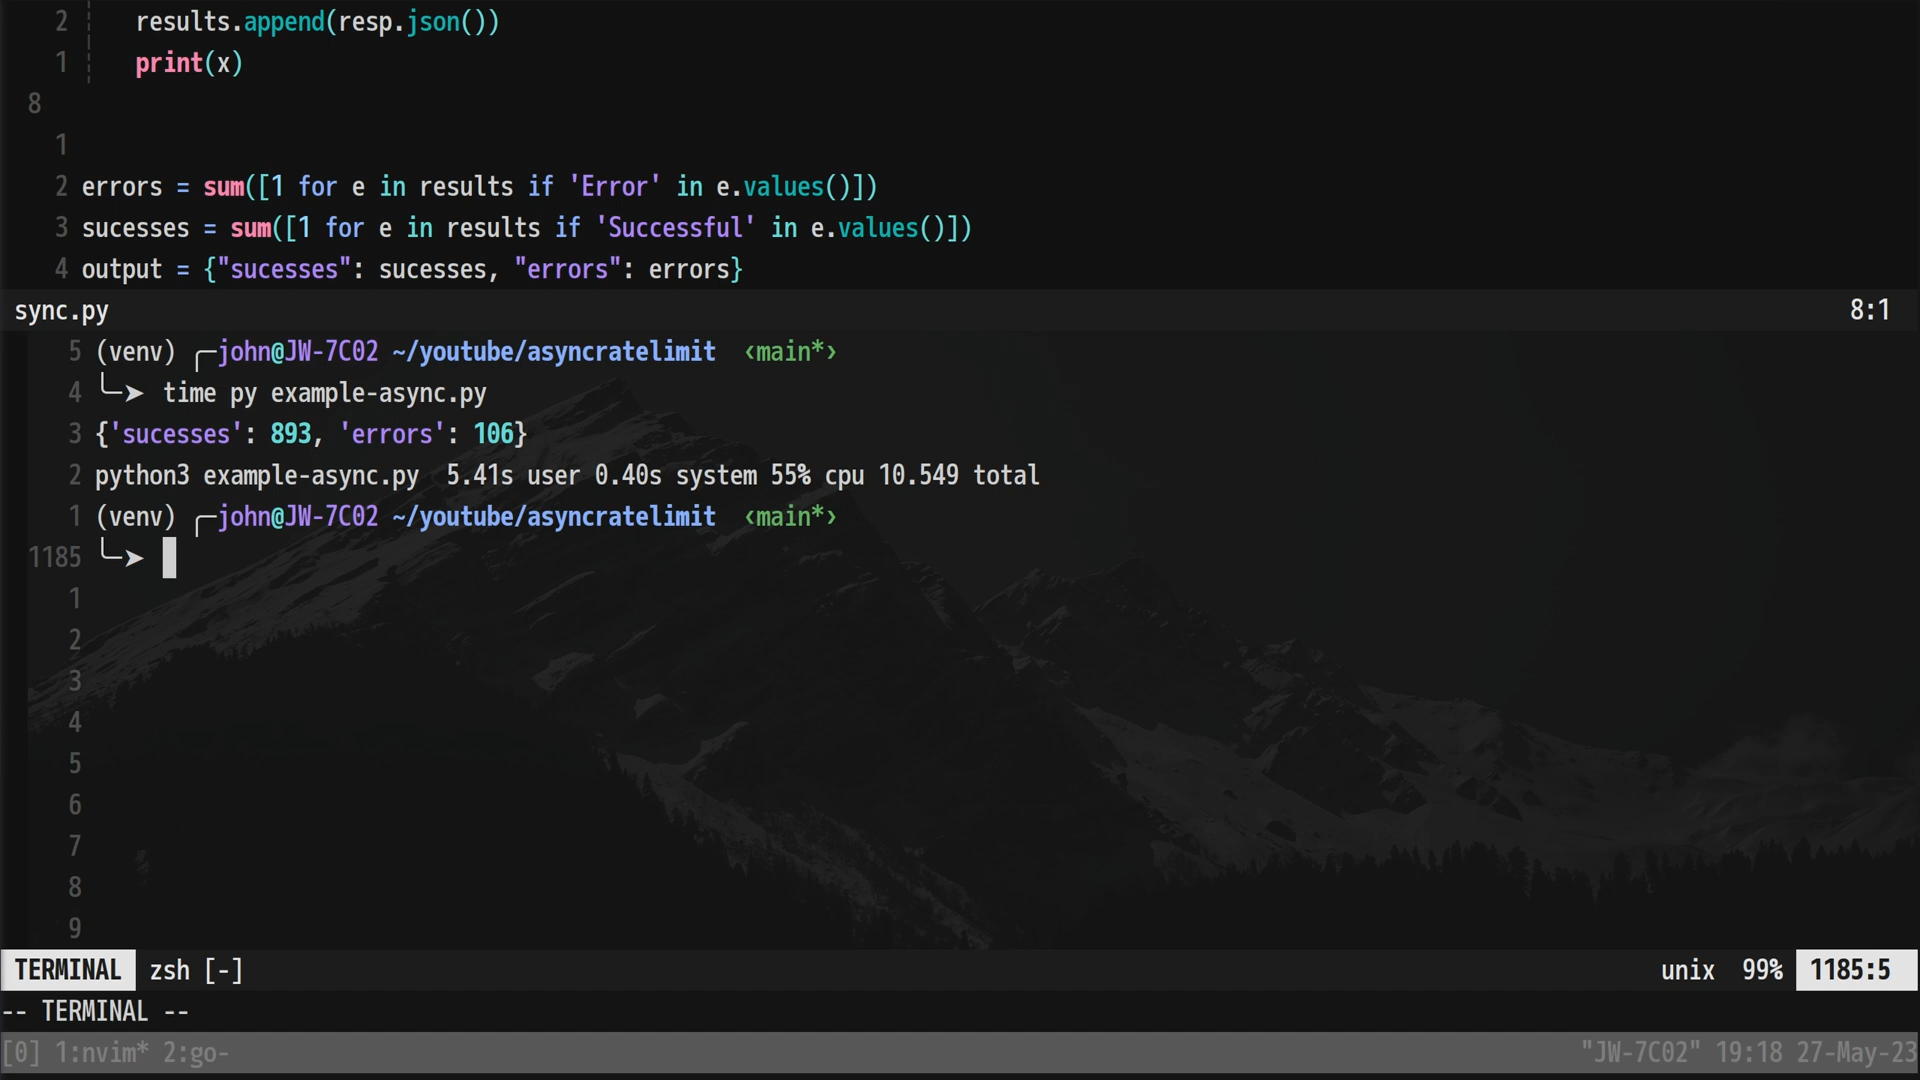 2 results.append(resp.json())
1 print(x)
8
1
2 errors = sum([1 for e in results if 'Error' in e.values()])
3 sucesses = sum([1 for e in results if 'Successful' in e.values()])
4 output = {"sucesses": sucesses, "errors": errors}
sync.py 8:1
5 (venv) ╭─john@JW-7C02 ~/youtube/asyncratelimit ‹main*›
4 ╰─➤ time py example-async.py
3 {'sucesses': 893, 'errors': 106}
2 python3 example-async.py 5.41s user 0.40s system 55% cpu 10.549 total
1 (venv) ╭─john@JW-7C02 ~/youtube/asyncratelimit ‹main*›
1185 ╰─➤
1
2
3
4
5
6
7
8
9
TERMINAL zsh [-] unix 99% 1185:5
-- TERMINAL --
[0] 1:nvim* 2:go- "JW-7C02" 19:18 27-May-23